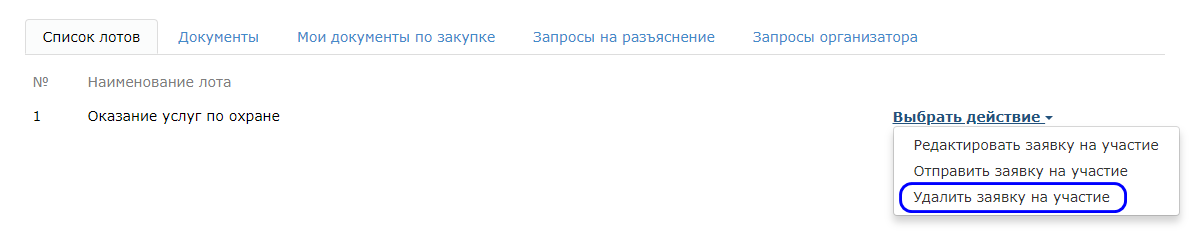 Список лотов Документы Мои документы по закупке Запросы на разъяснение Запросы организатора
№ Наименование лота
1 Оказание услуг по охране Выбрать действие
Редактировать заявку на участие
Отправить заявку на участие
Удалить заявку на участие